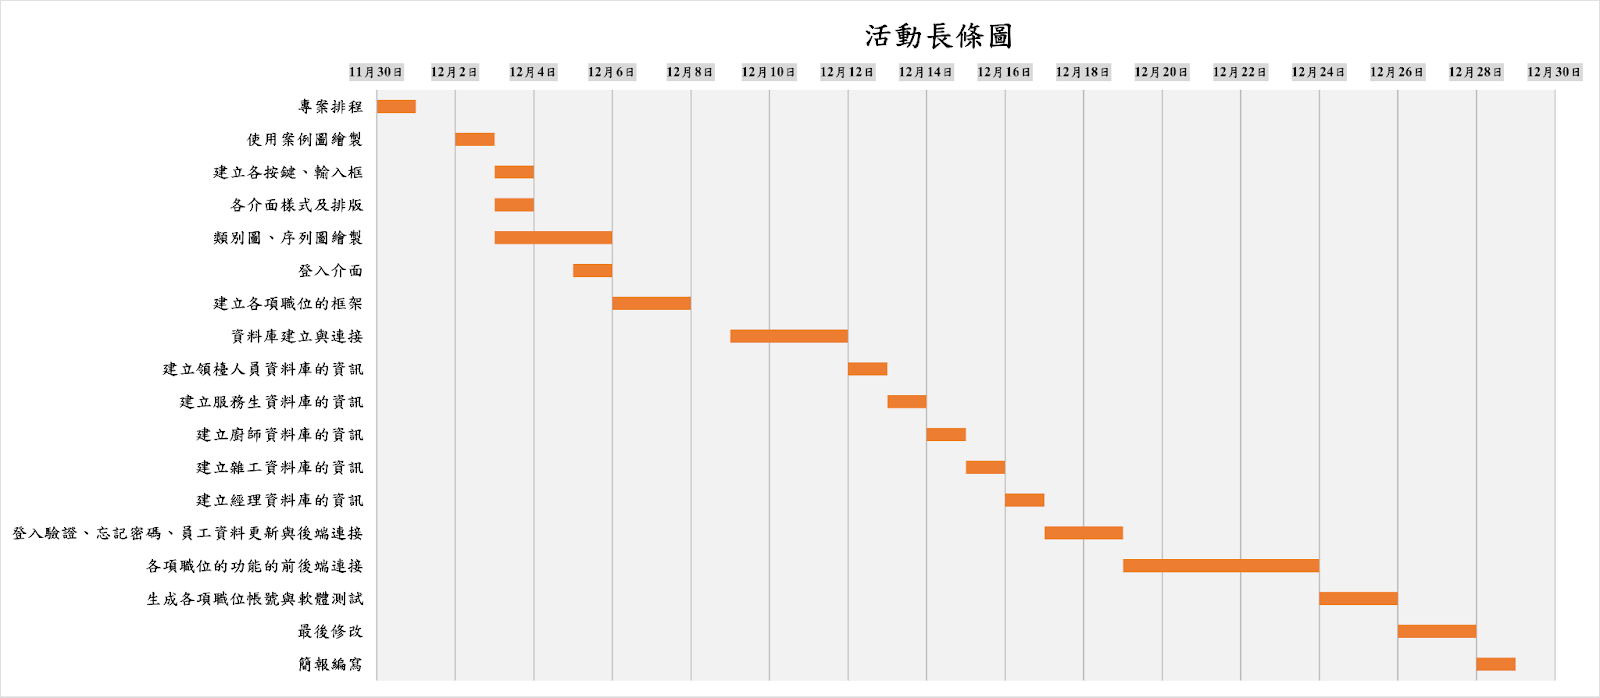 活動長條圖
11月30日 12月2日 12月4日 12月6日 12月8日 12月10日 12月12日 12月14日 12月16日 12月18日 12月20日 12月22日 12月24日 12月26日 12月28日 12月30日
專案排程
使用案例圖繪製
建立各按鍵、輸入框
各介面樣式及排版
類別圖、序列圖繪製
登入介面
建立各項職位的框架
資料庫建立與連接
建立領檯人員資料庫的資訊
建立服務生資料庫的資訊
建立廚師資料庫的資訊
建立雜工資料庫的資訊
建立經理資料庫的資訊
登入驗證、忘記密碼、員工資料更新與後端連接
各項職位的功能的前後端連接
生成各項職位帳號與軟體測試
最後修改
簡報編寫